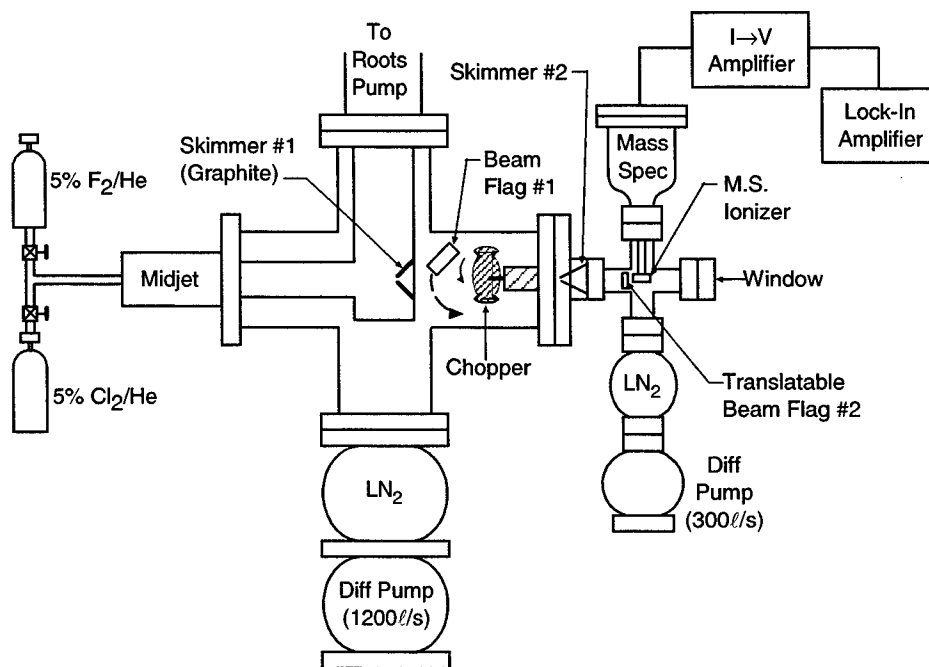 To
Roots
Pump
I→V
Amplifier
Lock-In
Amplifier
Skimmer #2
Skimmer #1
(Graphite)
Beam
Flag #1
Mass
Spec
M.S.
Ionizer
5% F₂/He
Midjet
Window
Chopper
5% Cl₂/He
LN₂
Translatable
Beam Flag #2
LN₂
Diff
Pump
(300ℓ/s)
Diff Pump
(1200ℓ/s)